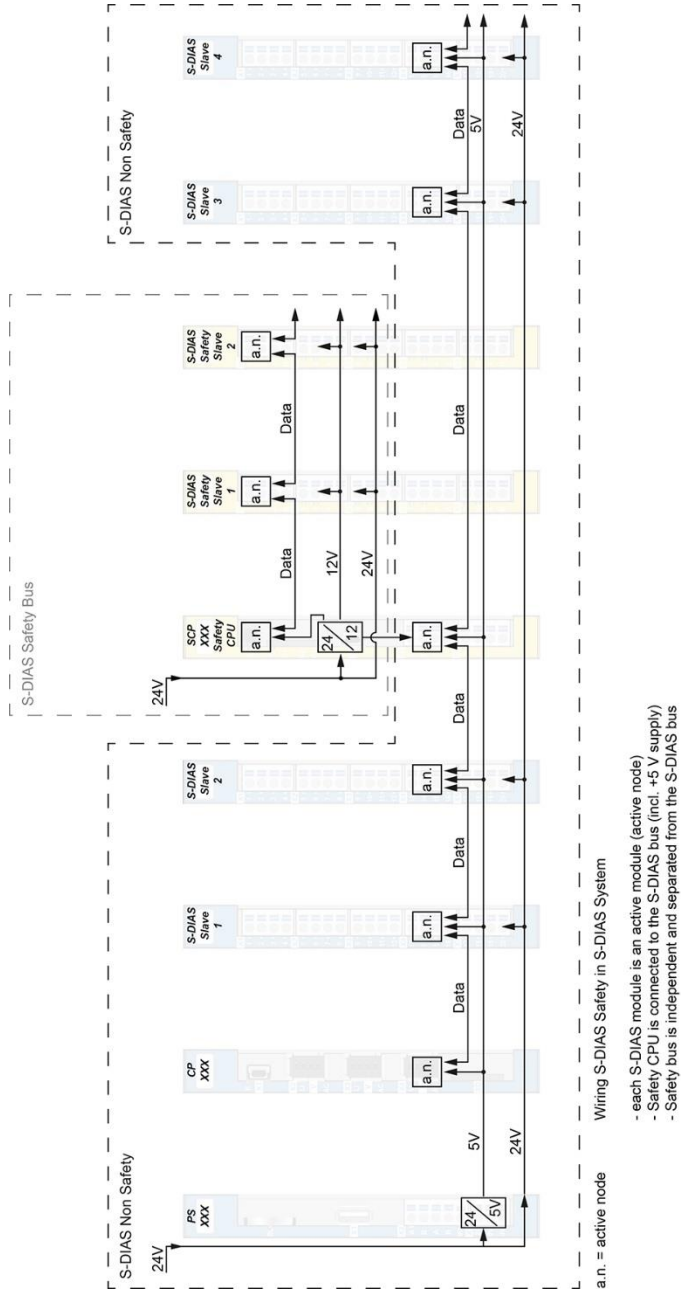 S-DIAS Safety Bus
S-DIAS Non Safety
S-DIAS Non Safety
24V
24V
PS
XXX
CP
XXX
S-DIAS
Slave
1
S-DIAS
Slave
2
SCP
XXX
Safety
CPU
S-DIAS
Safety
Slave
1
S-DIAS
Safety
Slave
2
S-DIAS
Slave
3
S-DIAS
Slave
4
a.n.
a.n.
a.n.
Data
Data
24
12
12V
24V
24
5V
a.n.
a.n.
a.n.
a.n.
a.n.
a.n.
Data
Data
Data
Data
Data
5V
5V
24V
24V
a.n. = active node
Wiring S-DIAS Safety in S-DIAS System
- each S-DIAS module is an active module (active node)
- Safety CPU is connected to the S-DIAS bus (incl. +5 V supply)
- Safety bus is independent and separated from the S-DIAS bus